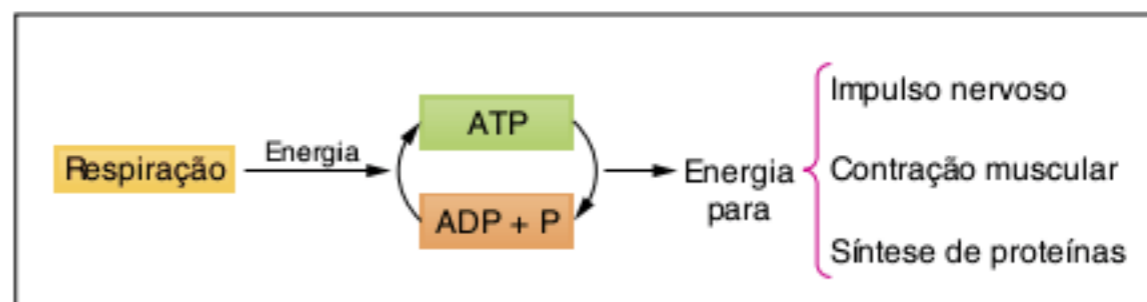 Respiração
Energia
ATP
ADP + P
Energia
para
Impulso nervoso
Contração muscular
Síntese de proteínas